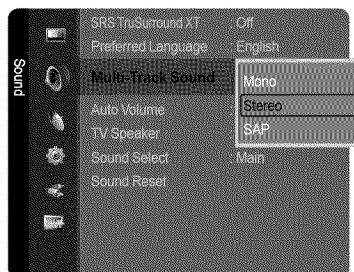 Sound
SRS TruSurround XT : Off
Preferred Language : English
Multi-Track Sound
Mono
Stereo
SAP
Auto Volume
TV Speaker
Sound Select : Main
Sound Reset